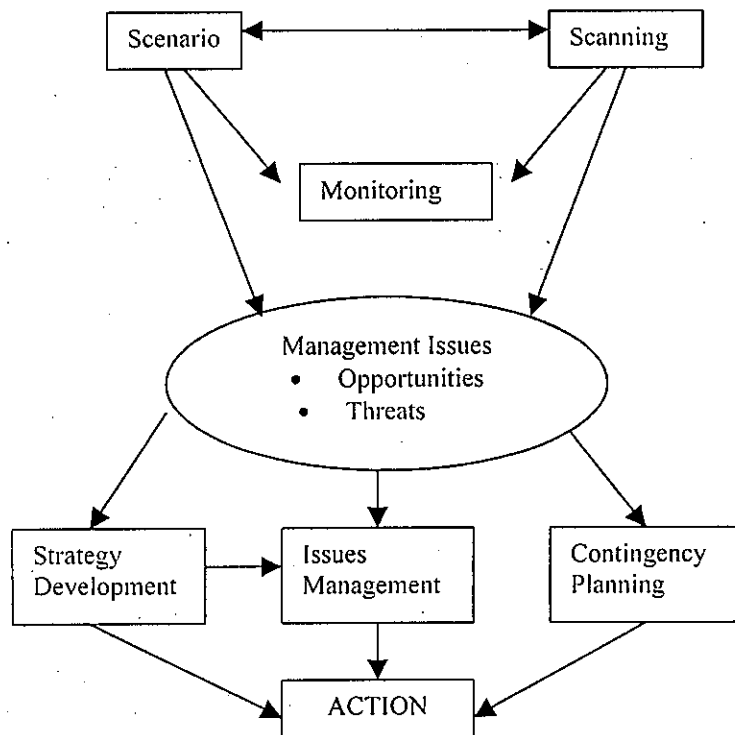 Scenario
Scanning
Monitoring
Management Issues
• Opportunities
• Threats
Strategy
Development
Issues
Management
Contingency
Planning
ACTION